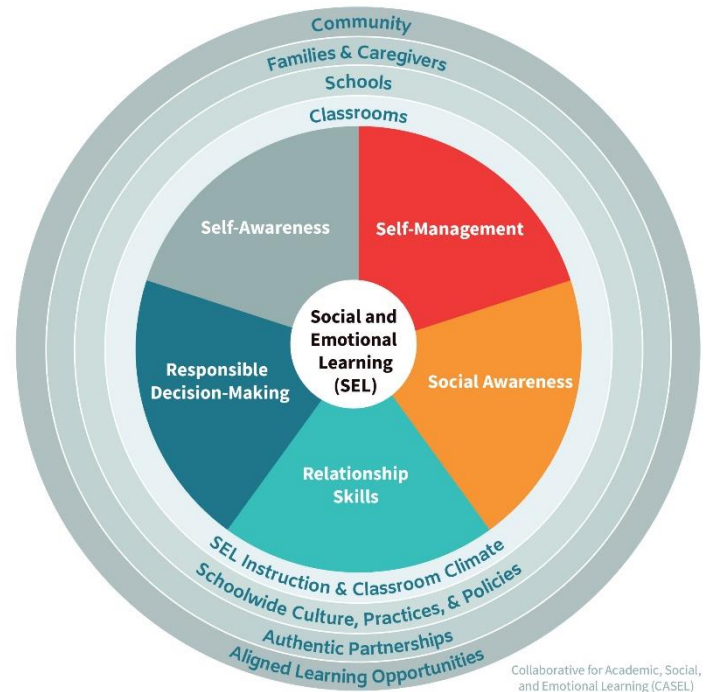 Community
Families & Caregivers
Schools
Classrooms
Self-Awareness
Self-Management
Social and
Emotional
Learning
(SEL)
Responsible
Decision-Making
Social Awareness
Relationship
Skills
SEL Instruction & Classroom Climate
Schoolwide Culture, Practices, & Policies
Authentic Partnerships
Aligned Learning Opportunities
Collaborative for Academic, Social,
and Emotional Learning (CASEL)